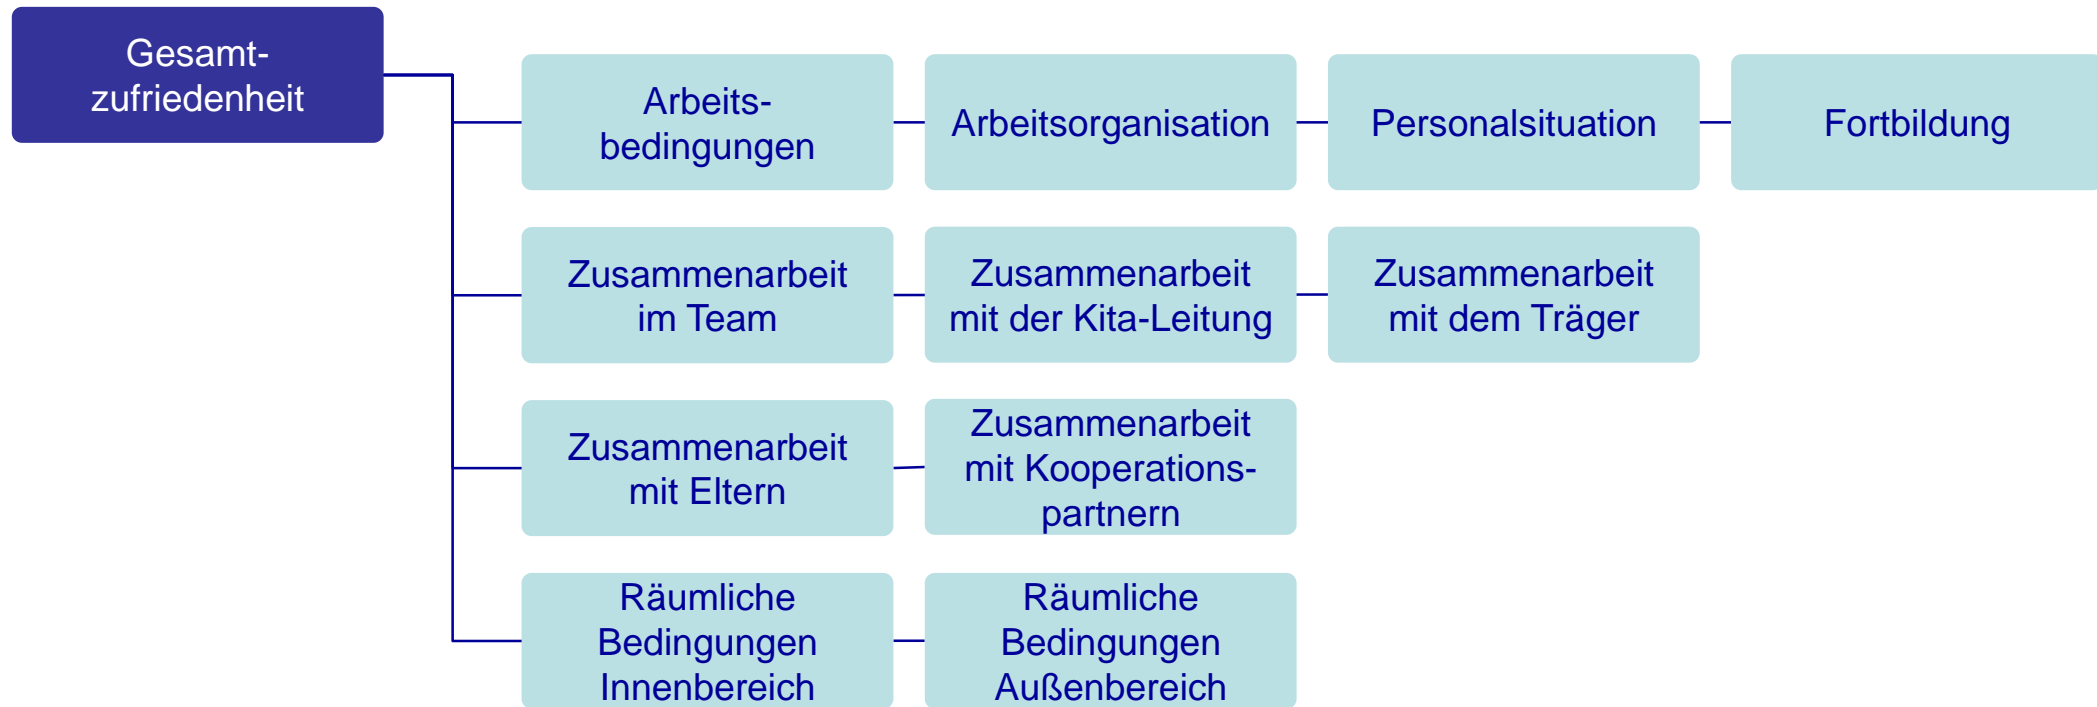 Gesamt-
zufriedenheit
Arbeits-
bedingungen
Arbeitsorganisation
Personalsituation
Fortbildung
Zusammenarbeit
im Team
Zusammenarbeit
mit der Kita-Leitung
Zusammenarbeit
mit dem Träger
Zusammenarbeit
mit Eltern
Zusammenarbeit
mit Kooperations-
partnern
Räumliche
Bedingungen
Innenbereich
Räumliche
Bedingungen
Außenbereich